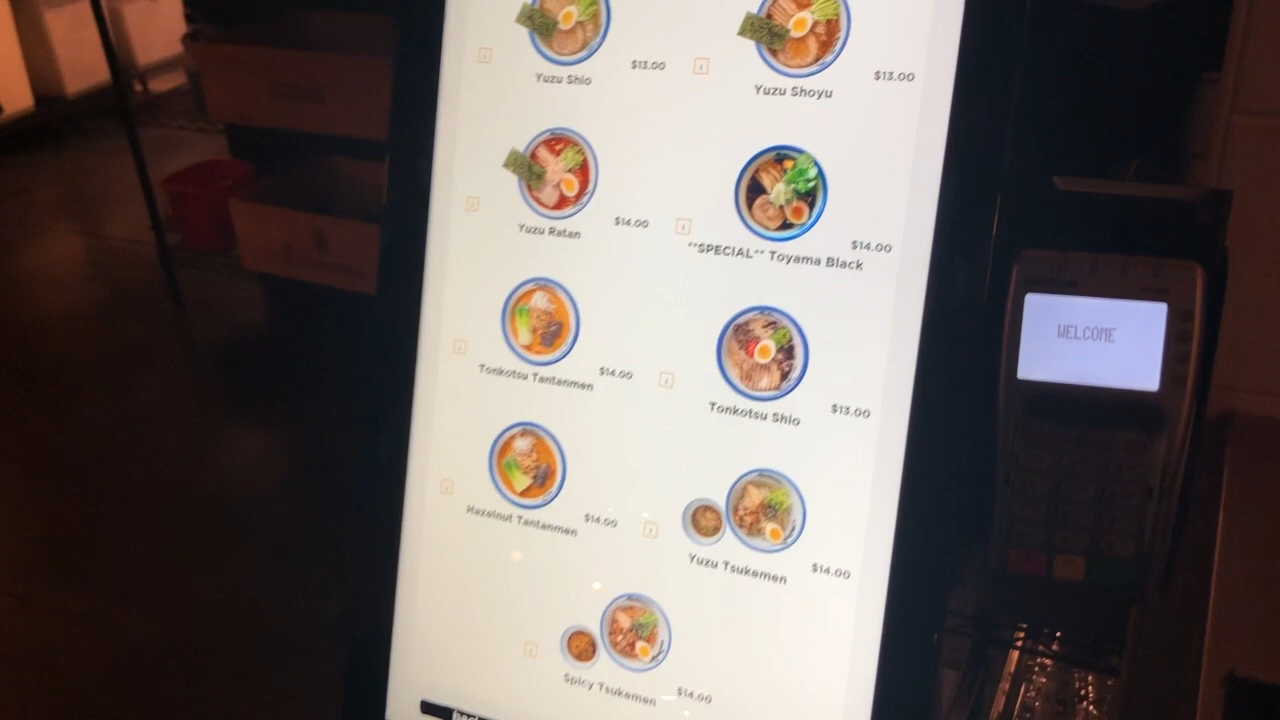 $13.00
Yuzu Shio
$13.00
Yuzu Shoyu
$14.00
Yuzu Ratan
$14.00
**SPECIAL** Toyama Black
$14.00
Tonkotsu Tantanmen
$13.00
Tonkotsu Shio
$14.00
Hazelnut Tantanmen
$14.00
Yuzu Tsukemen
$14.00
Spicy Tsukemen
WELCOME